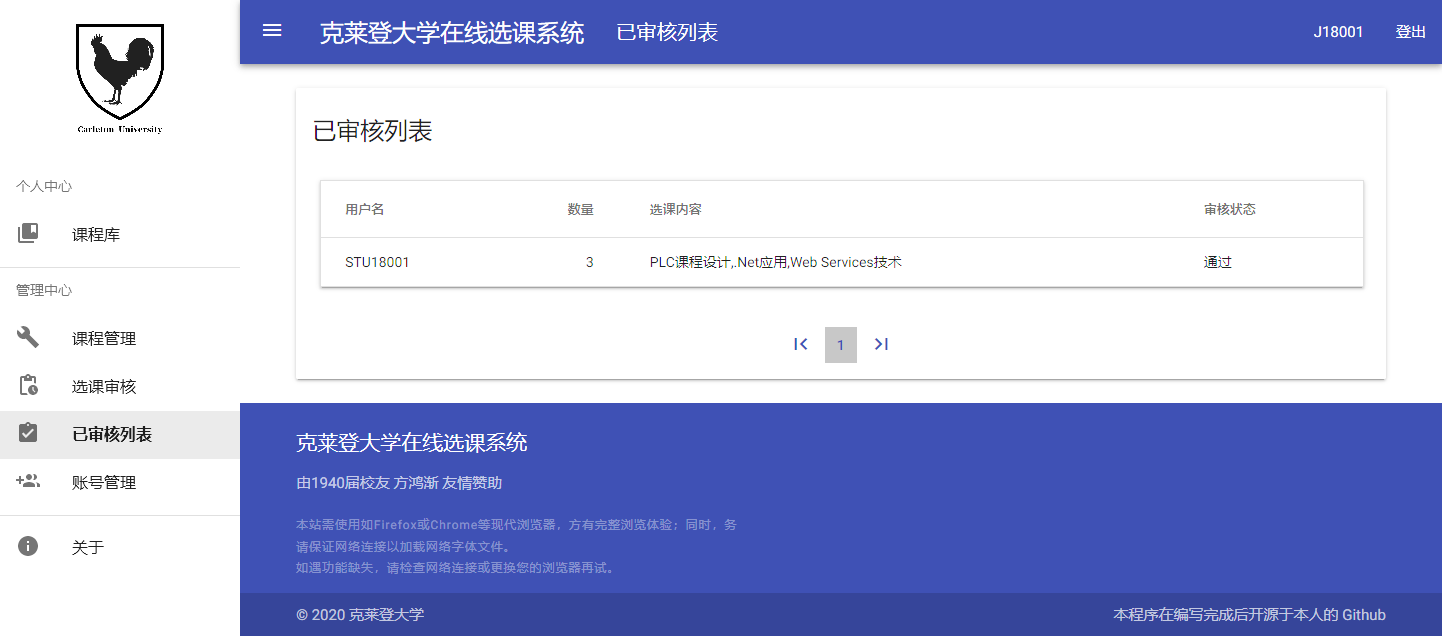 Carleton University
个人中心
课程库
管理中心
课程管理
选课审核
已审核列表
账号管理
关于
克莱登大学在线选课系统 已审核列表 J18001 登出
已审核列表
用户名 数量 选课内容 审核状态
STU18001 3 PLC课程设计,.Net应用,Web Services技术 通过
1
克莱登大学在线选课系统
由1940届校友 方鸿渐 友情赞助
本站需使用如Firefox或Chrome等现代浏览器，方有完整浏览体验；同时，务
请保证网络连接以加载网络字体文件。
如遇功能缺失，请检查网络连接或更换您的浏览器再试。
© 2020 克莱登大学 本程序在编写完成后开源于本人的 Github